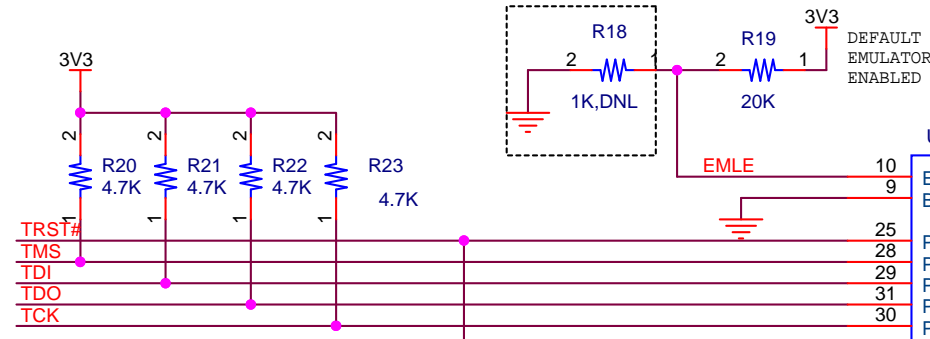 3V3
R18
R19
DEFAULT
EMULATOR
ENABLED
3V3
2
1
2
1
1K,DNL
20K
2
2
2
2
R20
R21
R22
R23
4.7K
4.7K
4.7K
4.7K
1
1
1
1
EMLE
10
E
9
E
TRST#
25
P
TMS
28
P
TDI
29
P
TDO
31
P
TCK
30
P